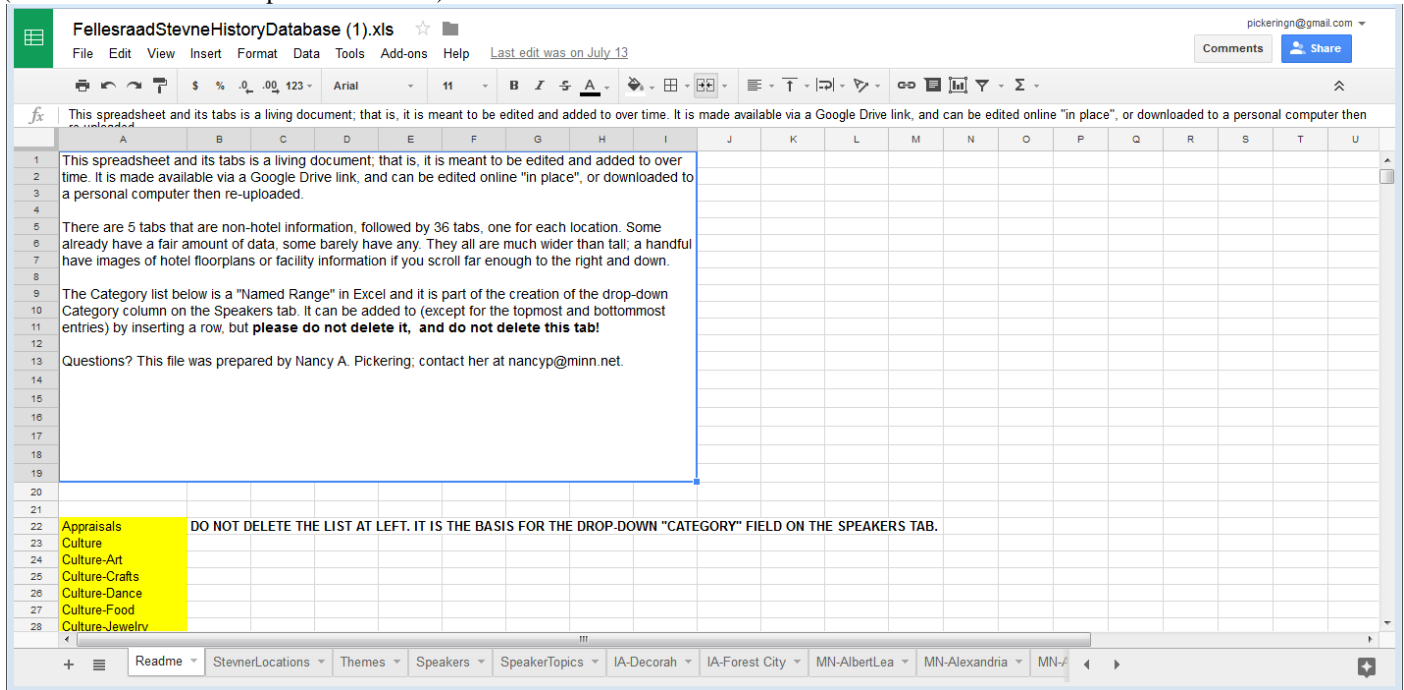 FellesraadStevneHistoryDatabase (1).xls
pickeringn@gmail.com
File Edit View Insert Format Data Tools Add-ons Help Last edit was on July 13
Comments Share
$ % .0 .00 123 Arial 11 B I S A Σ
fx This spreadsheet and its tabs is a living document; that is, it is meant to be edited and added to over time. It is made available via a Google Drive link, and can be edited online "in place", or downloaded to a personal computer then
A B C D E F G H I J K L M N O P Q R S T U
1 This spreadsheet and its tabs is a living document; that is, it is meant to be edited and added to over
2 time. It is made available via a Google Drive link, and can be edited online "in place", or downloaded to
3 a personal computer then re-uploaded.
4
5 There are 5 tabs that are non-hotel information, followed by 36 tabs, one for each location. Some
6 already have a fair amount of data, some barely have any. They all are much wider than tall; a handful
7 have images of hotel floorplans or facility information if you scroll far enough to the right and down.
8
9 The Category list below is a "Named Range" in Excel and it is part of the creation of the drop-down
10 Category column on the Speakers tab. It can be added to (except for the topmost and bottommost
11 entries) by inserting a row, but please do not delete it, and do not delete this tab!
12
13 Questions? This file was prepared by Nancy A. Pickering; contact her at nancyp@minn.net.
14
15
16
17
18
19
20
21
22 Appraisals DO NOT DELETE THE LIST AT LEFT. IT IS THE BASIS FOR THE DROP-DOWN "CATEGORY" FIELD ON THE SPEAKERS TAB.
23 Culture
24 Culture-Art
25 Culture-Crafts
26 Culture-Dance
27 Culture-Food
28 Culture-Jewelry
Readme StevnerLocations Themes Speakers SpeakerTopics IA-Decorah IA-Forest City MN-AlbertLea MN-Alexandria